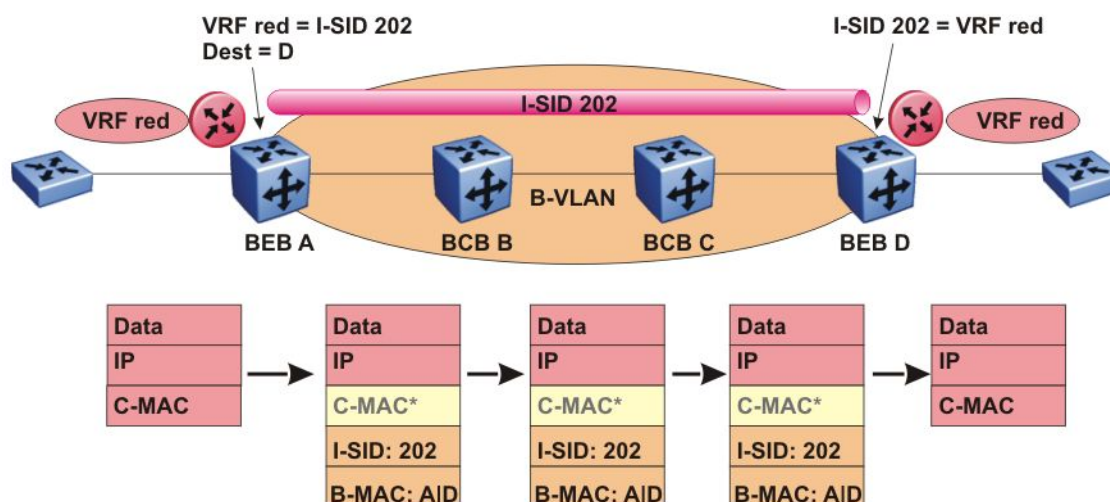 VRF red = I-SID 202
Dest = D
I-SID 202 = VRF red
I-SID 202
VRF red
VRF red
B-VLAN
BEB A
BCB B
BCB C
BEB D
Data
IP
C-MAC
Data
IP
C-MAC*
I-SID: 202
B-MAC: A|D
Data
IP
C-MAC*
I-SID: 202
B-MAC: A|D
Data
IP
C-MAC*
I-SID: 202
B-MAC: A|D
Data
IP
C-MAC